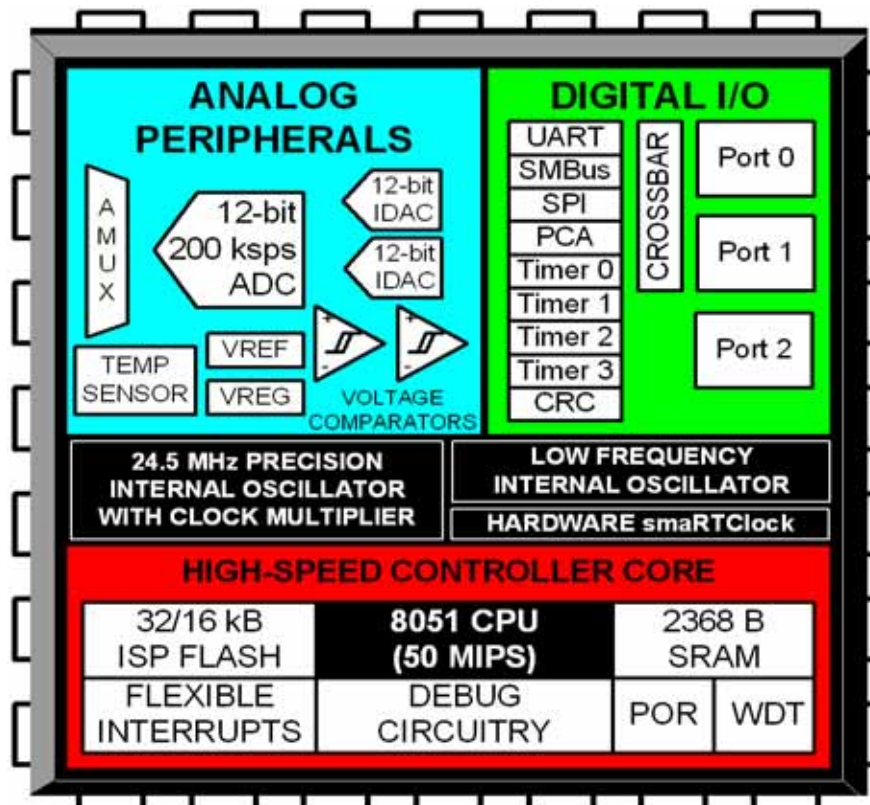 ANALOG
PERIPHERALS
AMUX
12-bit
200 ksps
ADC
12-bit
IDAC
12-bit
IDAC
TEMP
SENSOR
VREF
VREG
+
-
+
-
VOLTAGE
COMPARATORS
DIGITAL I/O
UART
SMBus
SPI
PCA
Timer 0
Timer 1
Timer 2
Timer 3
CRC
CROSSBAR
Port 0
Port 1
Port 2
24.5 MHz PRECISION
INTERNAL OSCILLATOR
WITH CLOCK MULTIPLIER
LOW FREQUENCY
INTERNAL OSCILLATOR
HARDWARE smaRTClock
HIGH-SPEED CONTROLLER CORE
32/16 kB
ISP FLASH
8051 CPU
(50 MIPS)
2368 B
SRAM
FLEXIBLE
INTERRUPTS
DEBUG
CIRCUITRY
POR
WDT